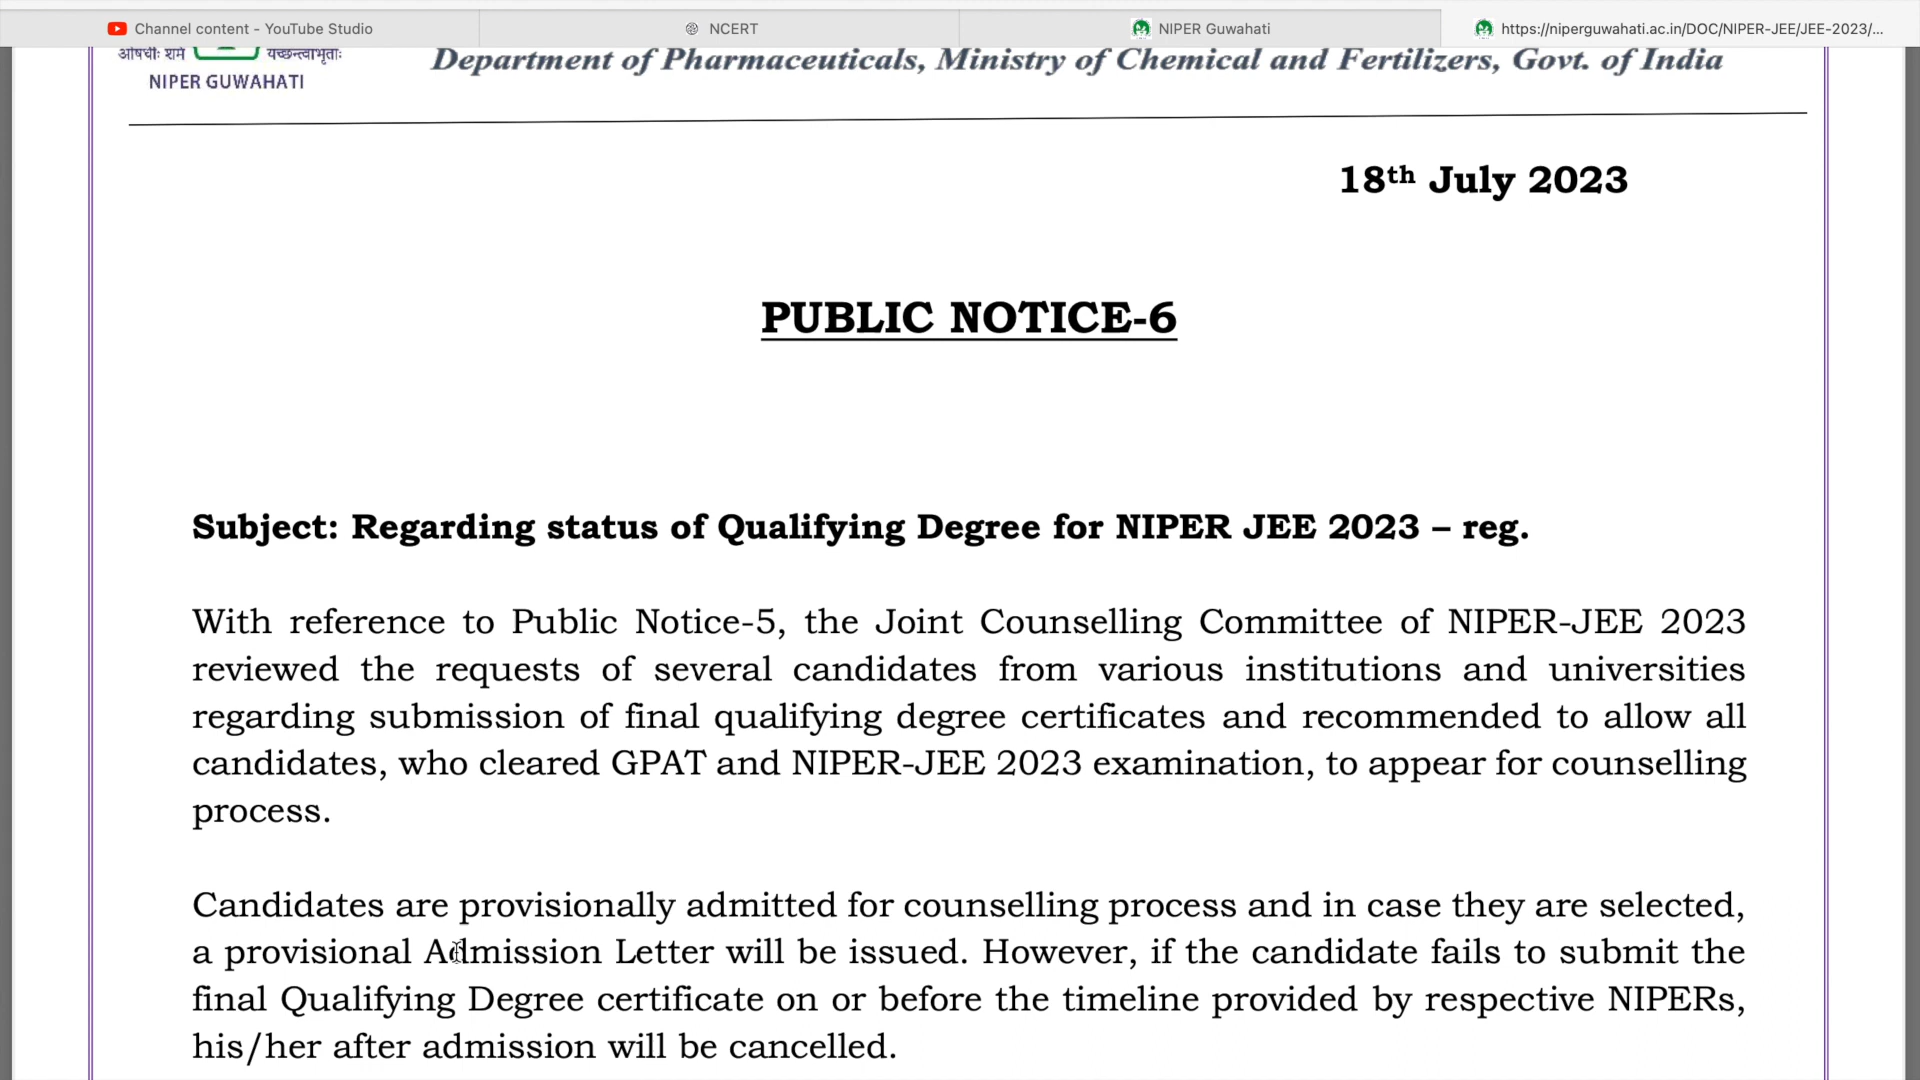 Channel content - YouTube Studio
NCERT
NIPER Guwahati
https://niperguwahati.ac.in/DOC/NIPER-JEE/JEE-2023/...
ओषधीः शमं यच्छन्त्वाभृताः
NIPER GUWAHATI
Department of Pharmaceuticals, Ministry of Chemical and Fertilizers, Govt. of India
18th July 2023
PUBLIC NOTICE-6
Subject: Regarding status of Qualifying Degree for NIPER JEE 2023 – reg.
With reference to Public Notice-5, the Joint Counselling Committee of NIPER-JEE 2023
reviewed the requests of several candidates from various institutions and universities
regarding submission of final qualifying degree certificates and recommended to allow all
candidates, who cleared GPAT and NIPER-JEE 2023 examination, to appear for counselling
process.
Candidates are provisionally admitted for counselling process and in case they are selected,
a provisional Admission Letter will be issued. However, if the candidate fails to submit the
final Qualifying Degree certificate on or before the timeline provided by respective NIPERs,
his/her after admission will be cancelled.